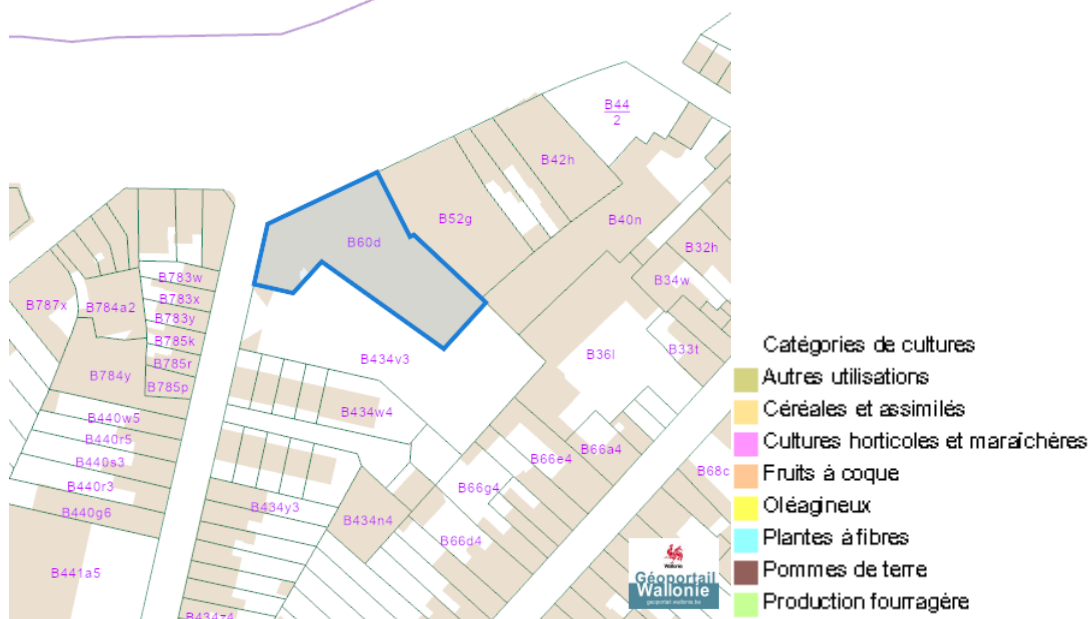 B44
2
B42h
B52g
B40n
B60d
B32h
B34w
B783w
B783x
B787x
B784a2
B783y
B785k
B785r
B785p
B784y
B33t
B36l
B434v3
B434w4
B440w5
B440r5
B440s3
B440r3
B440g6
B66e4
B66a4
B66g4
B68c
B434y3
B434n4
B66d4
B441a5
B434z4
Wallonie
Géoportail
Wallonie
geoportail.wallonie.be
Catégories de cultures
Autres utilisations
Céréales et assimilés
Cultures horticoles et maraîchères
Fruits à coque
Oléagineux
Plantes à fibres
Pommes de terre
Production fourragère